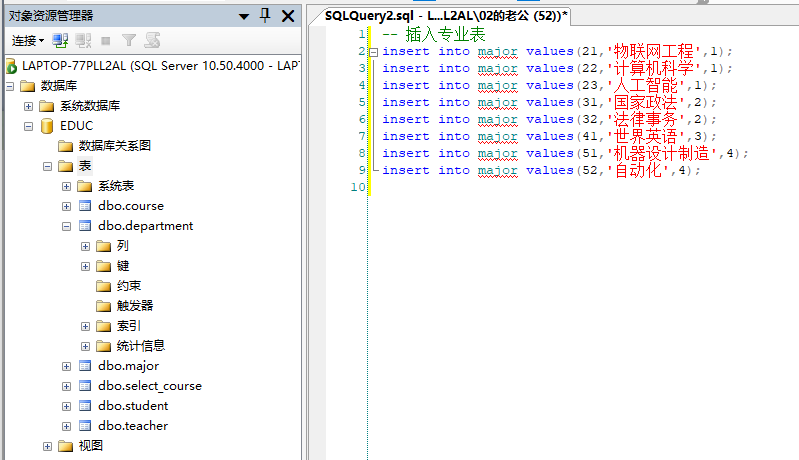 对象资源管理器
连接
LAPTOP-77PLL2AL (SQL Server 10.50.4000 - LAP
数据库
系统数据库
EDUC
数据库关系图
表
系统表
dbo.course
dbo.department
列
键
约束
触发器
索引
统计信息
dbo.major
dbo.select_course
dbo.student
dbo.teacher
视图
SQLQuery2.sql - L...L2AL\02的老公 (52))*
1 -- 插入专业表
2 insert into major values(21,'物联网工程',1);
3 insert into major values(22,'计算机科学',1);
4 insert into major values(23,'人工智能',1);
5 insert into major values(31,'国家政法',2);
6 insert into major values(32,'法律事务',2);
7 insert into major values(41,'世界英语',3);
8 insert into major values(51,'机器设计制造',4);
9 insert into major values(52,'自动化',4);
10